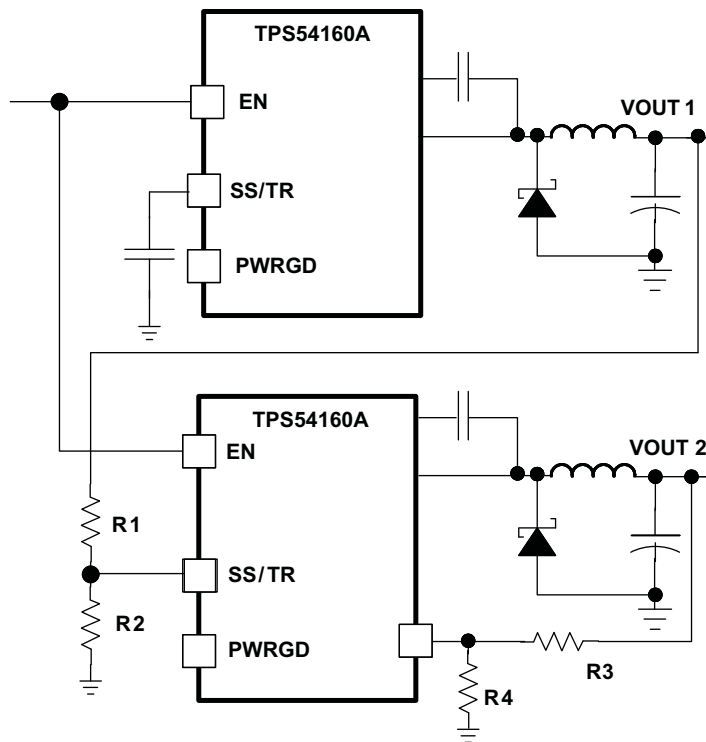 TPS54160A
EN
VOUT 1
SS/TR
PWRGD
TPS54160A
EN
VOUT 2
R1
SS/TR
R2
PWRGD
R3
R4